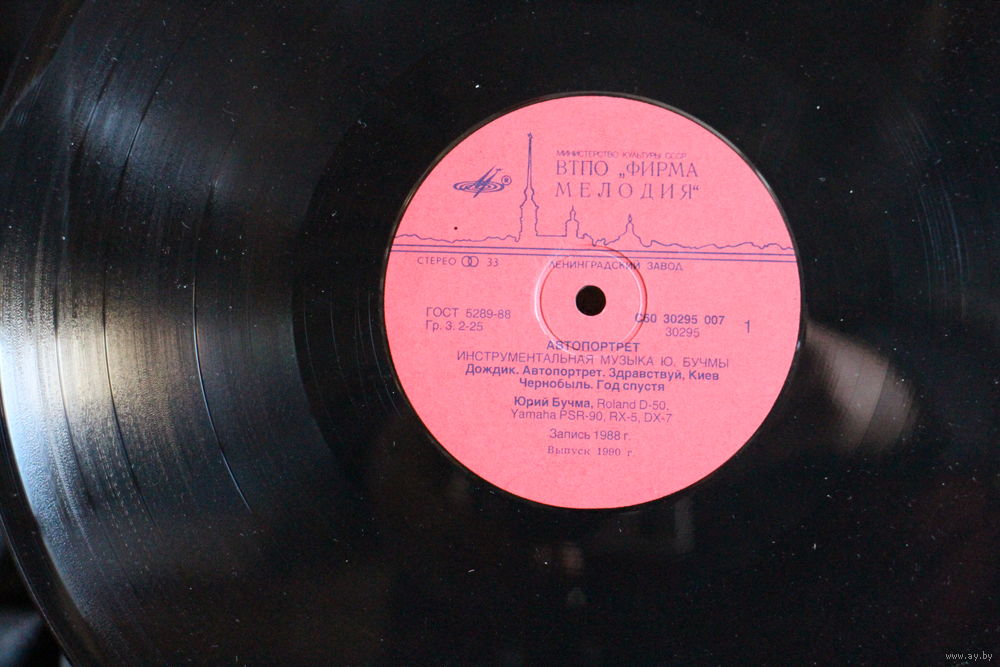 МИНИСТЕРСТВО КУЛЬТУРЫ СССР
ВТПО „ФИРМА
МЕЛОДИЯ“
®
СТЕРЕО 33
ЛЕНИНГРАДСКИЙ ЗАВОД
ГОСТ 5289-88
Гр. 3. 2-25
С60 30295 007
30295
1
АВТОПОРТРЕТ
ИНСТРУМЕНТАЛЬНАЯ МУЗЫКА Ю. БУЧМЫ
Дождик. Автопортрет. Здравствуй, Киев
Чернобыль. Год спустя
Юрий Бучма, Roland D-50,
Yamaha PSR-90, RX-5, DX-7
Запись 1988 г.
Выпуск 1990 г.
www.ay.by